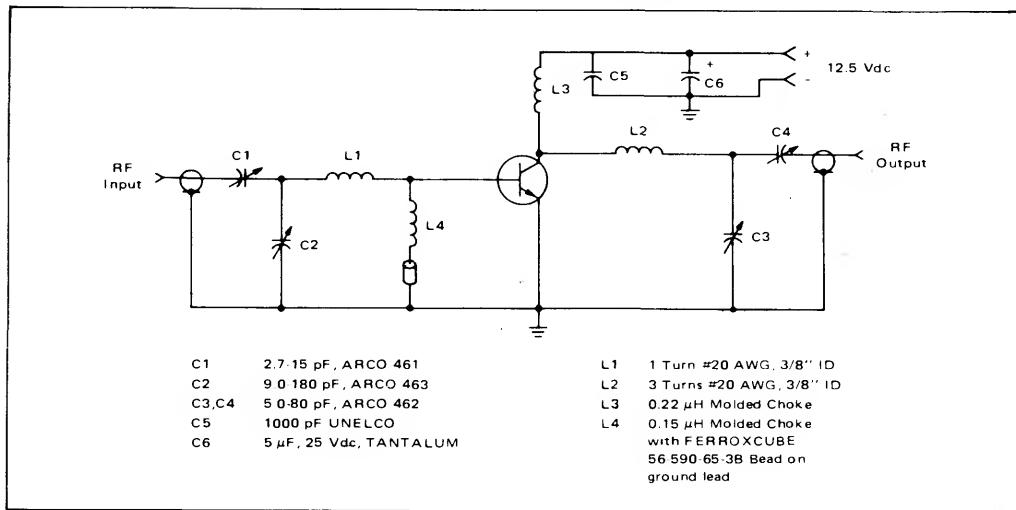 +
12.5 Vdc
-
L3
C5
+
C6
RF
Input
C1
L1
L2
C4
RF
Output
C2
L4
C3
C1 2.7-15 pF, ARCO 461
C2 9.0-180 pF, ARCO 463
C3,C4 5.0-80 pF, ARCO 462
C5 1000 pF UNELCO
C6 5 µF, 25 Vdc, TANTALUM
L1 1 Turn #20 AWG, 3/8" ID
L2 3 Turns #20 AWG, 3/8" ID
L3 0.22 µH Molded Choke
L4 0.15 µH Molded Choke
with FERROXCUBE
56-590-65-3B Bead on
ground lead